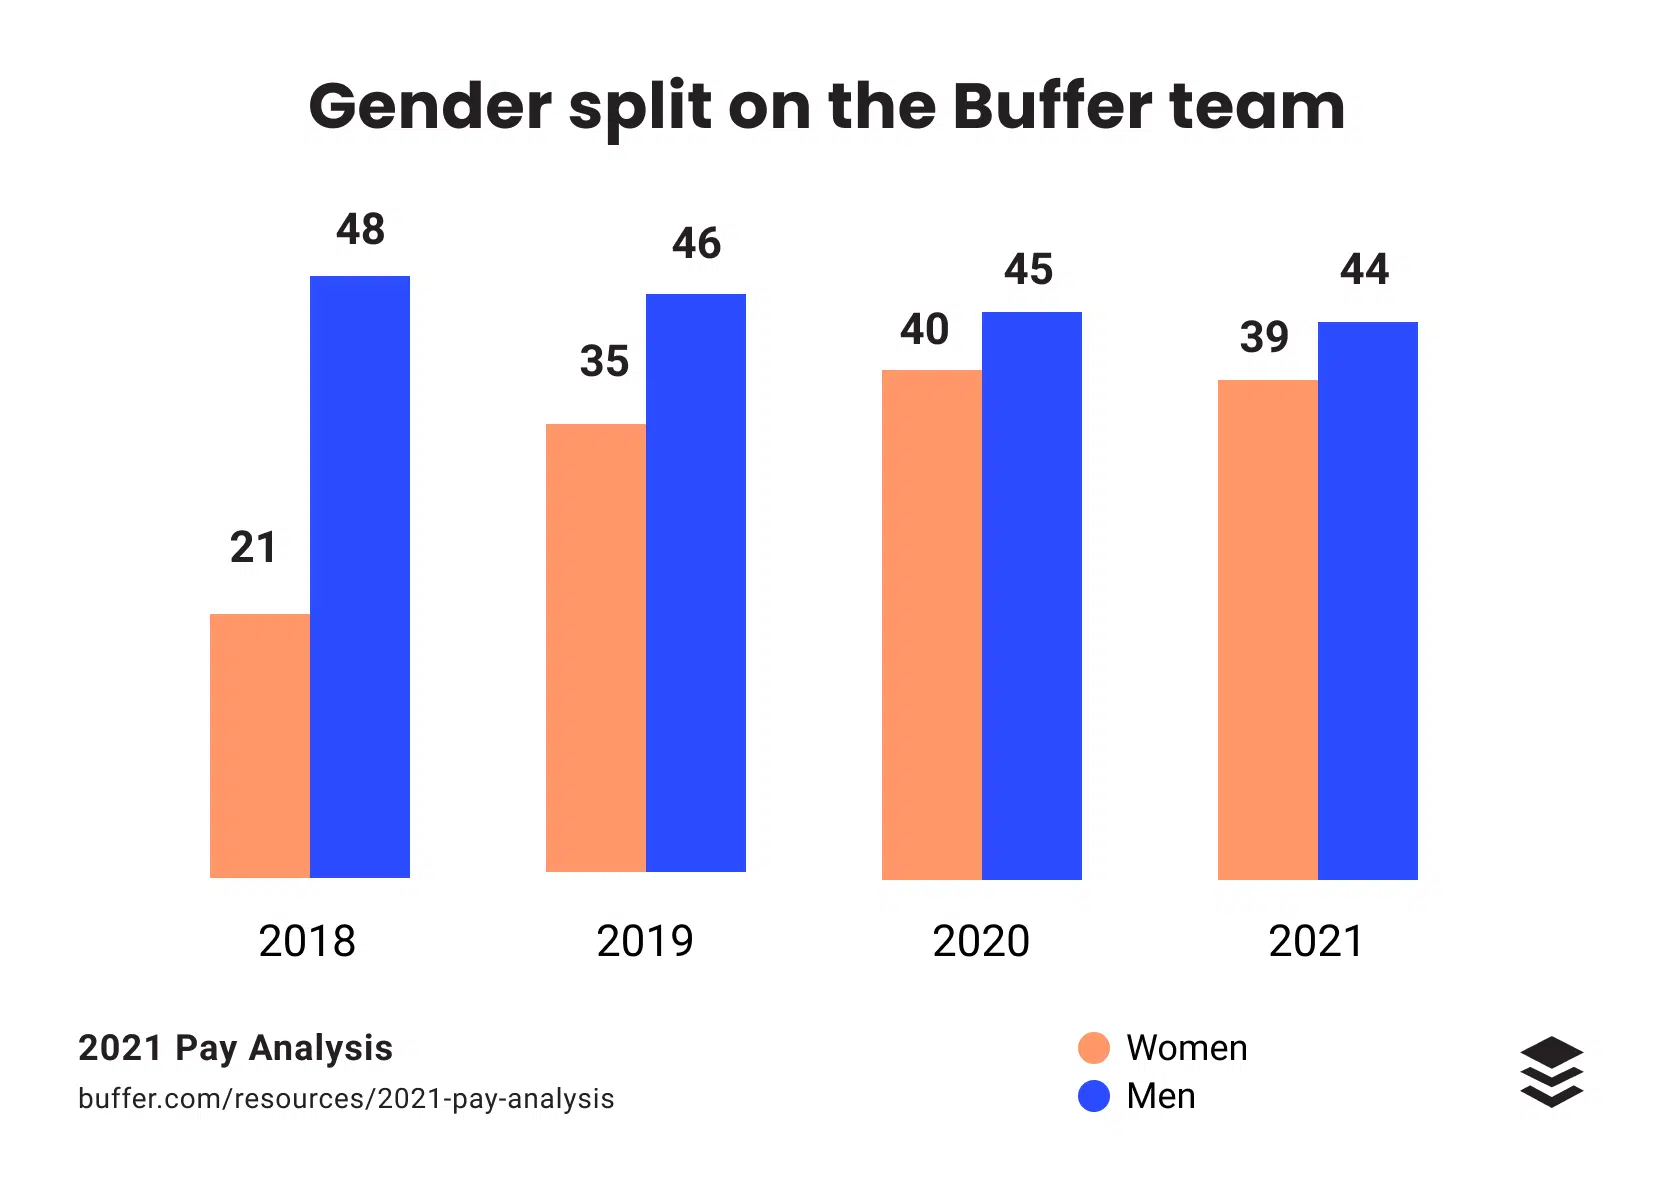 Gender split on the Buffer team
48
46
45
44
21
35
40
39
2018
2019
2020
2021
2021 Pay Analysis
buffer.com/resources/2021-pay-analysis
Women
Men